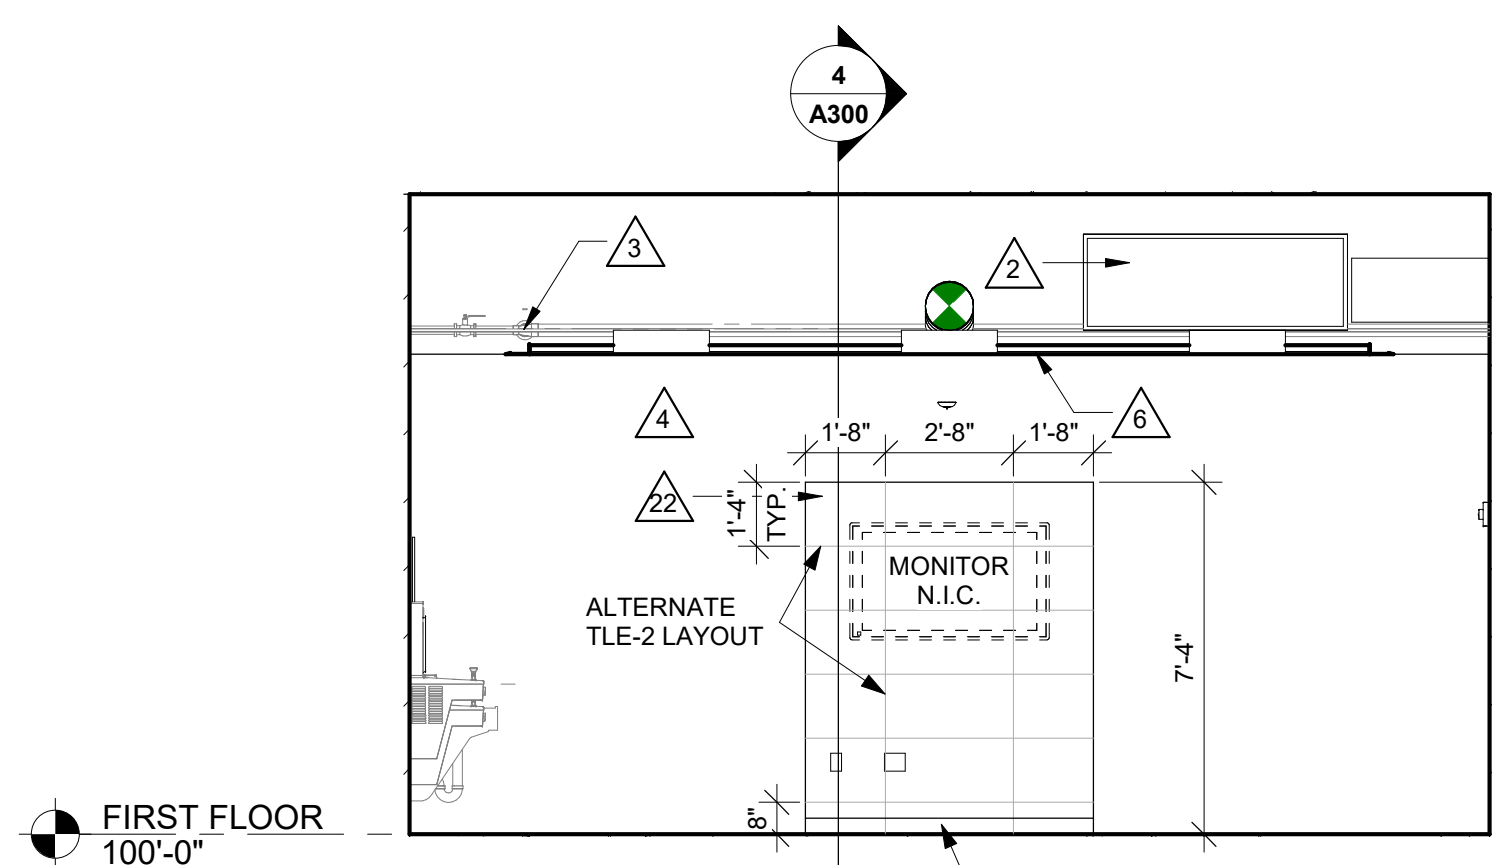 4
A300
3
2
4
6
1'-8" 2'-8" 1'-8"
22
1'-4"
TYP.
MONITOR
N.I.C.
ALTERNATE
TLE-2 LAYOUT
7'-4"
8"
FIRST FLOOR
100'-0"